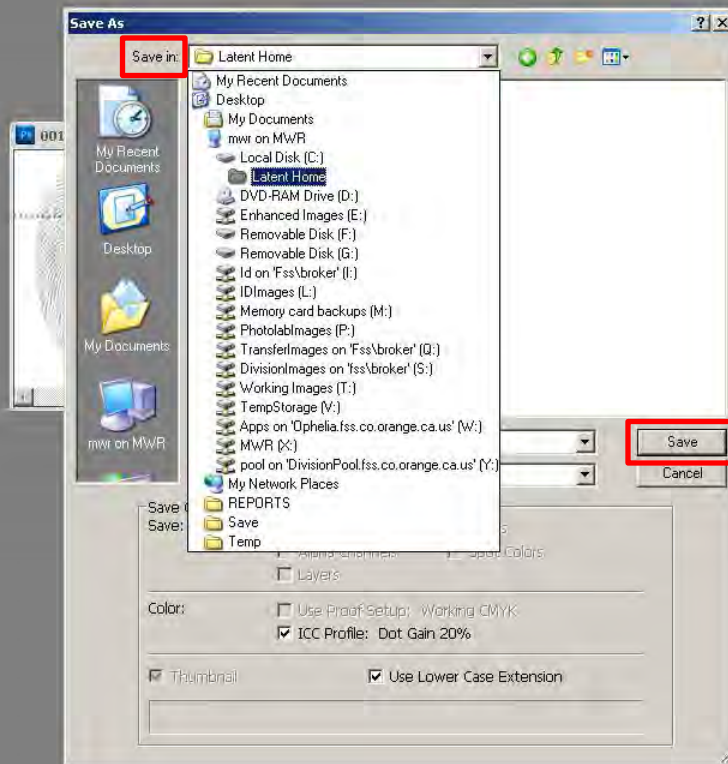 Save As
Save in: Latent Home
My Recent Documents
Desktop
My Documents
mwr on MWR
Local Disk (C:)
Latent Home
DVD-RAM Drive (D:)
Enhanced Images (E:)
Removable Disk (F:)
Removable Disk (G:)
Id on 'Fss\broker' (I:)
IDImages (L:)
Memory card backups (M:)
PhotolabImages (P:)
TransferImages on 'Fss\broker' (Q:)
DivisionImages on 'fss\broker' (S:)
Working Images (T:)
TempStorage (V:)
Apps on 'Ophelia.fss.co.orange.ca.us' (W:)
MWR (X:)
pool on 'DivisionPool.fss.co.orange.ca.us' (Y:)
My Network Places
REPORTS
Save
Temp
001
My Recent
Documents
Desktop
My Documents
mwr on MWR
Save
Cancel
Save
Save:
Alpha Channels
Spot Colors
Layers
Color:
Use Proof Setup: Working CMYK
ICC Profile: Dot Gain 20%
Thumbnail
Use Lower Case Extension